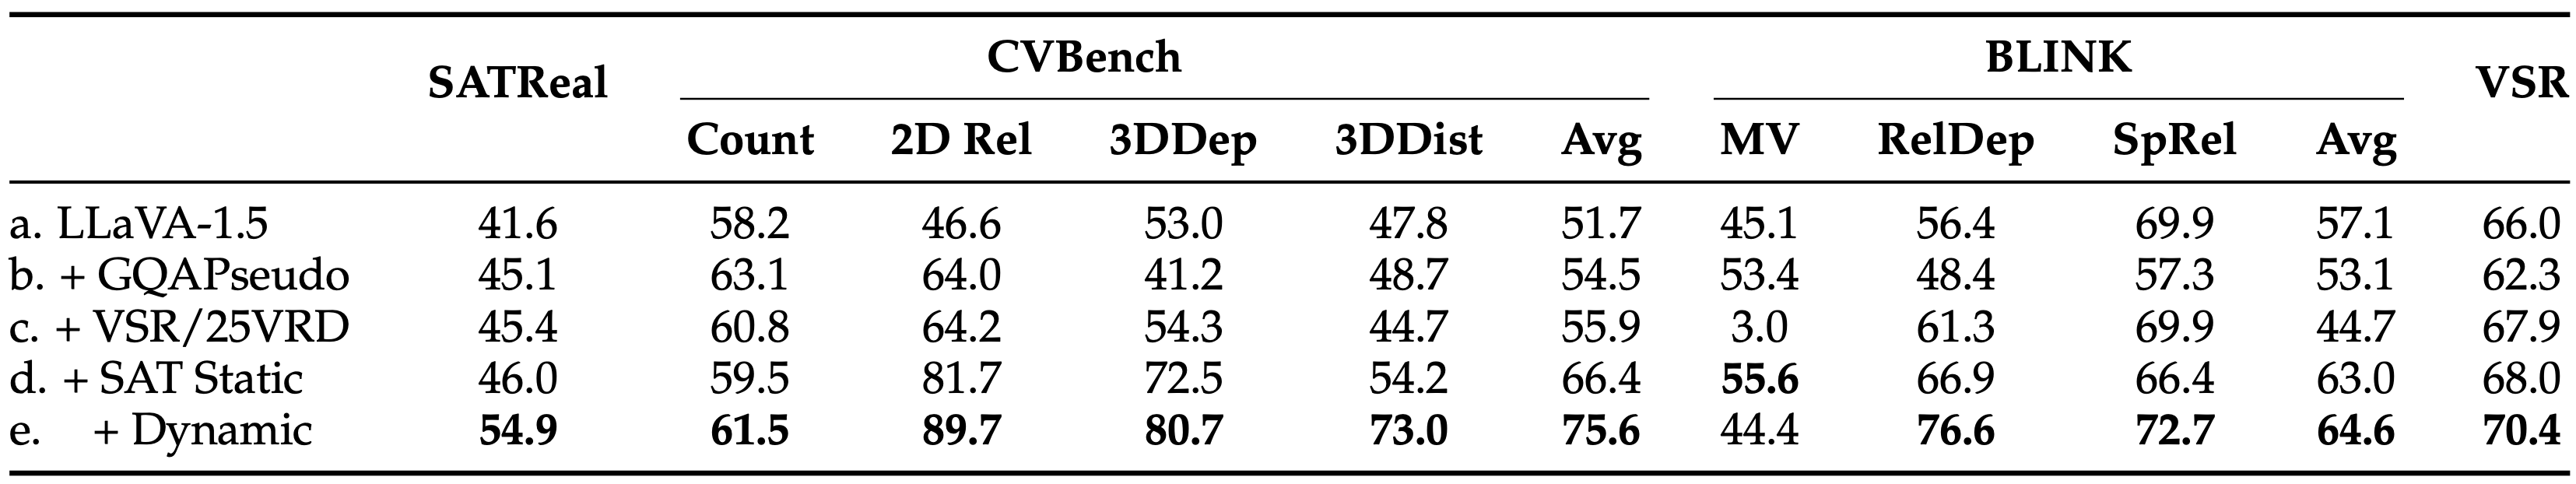 SATReal CVBench BLINK VSR
Count 2D Rel 3DDep 3DDist Avg MV RelDep SpRel Avg
a. LLaVA-1.5 41.6 58.2 46.6 53.0 47.8 51.7 45.1 56.4 69.9 57.1 66.0
b. + GQAPseudo 45.1 63.1 64.0 41.2 48.7 54.5 53.4 48.4 57.3 53.1 62.3
c. + VSR/25VRD 45.4 60.8 64.2 54.3 44.7 55.9 3.0 61.3 69.9 44.7 67.9
d. + SAT Static 46.0 59.5 81.7 72.5 54.2 66.4 55.6 66.9 66.4 63.0 68.0
e. + Dynamic 54.9 61.5 89.7 80.7 73.0 75.6 44.4 76.6 72.7 64.6 70.4